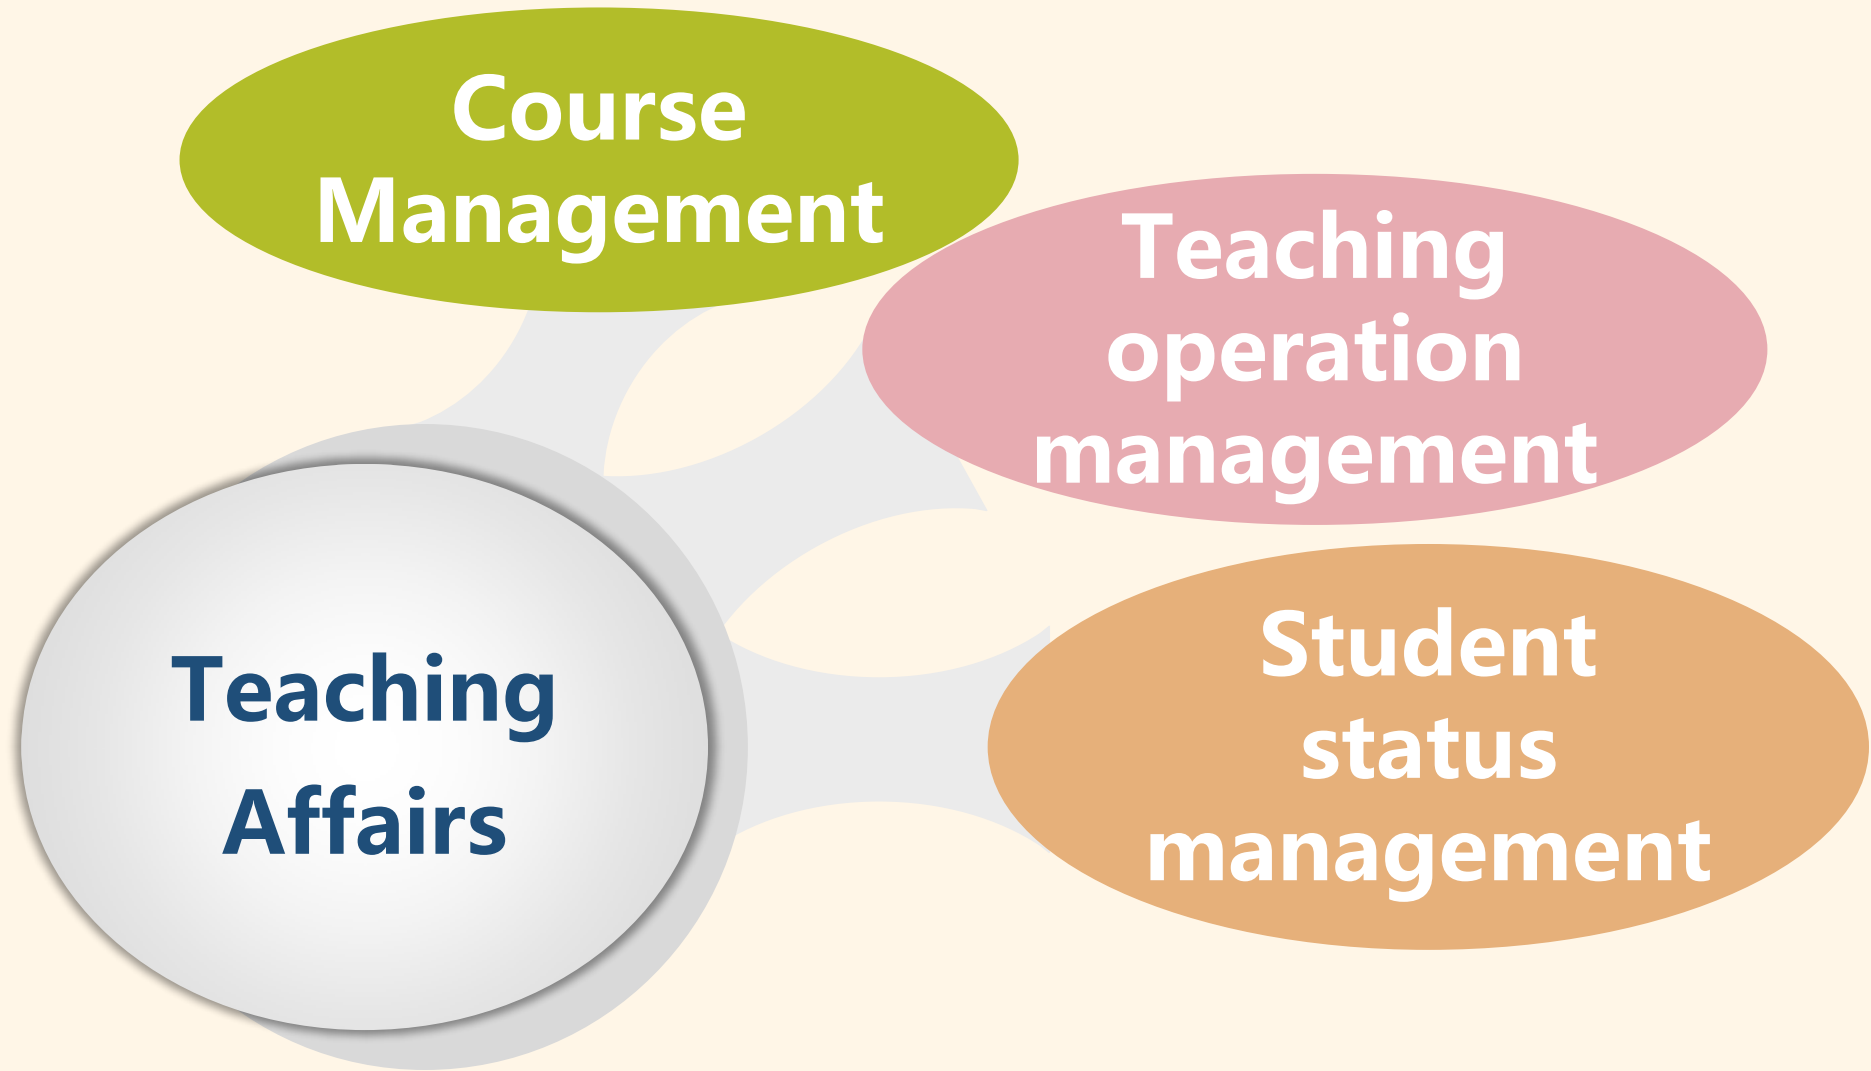 Course
Management
Teaching
operation
management
Student
status
management
Teaching
Affairs